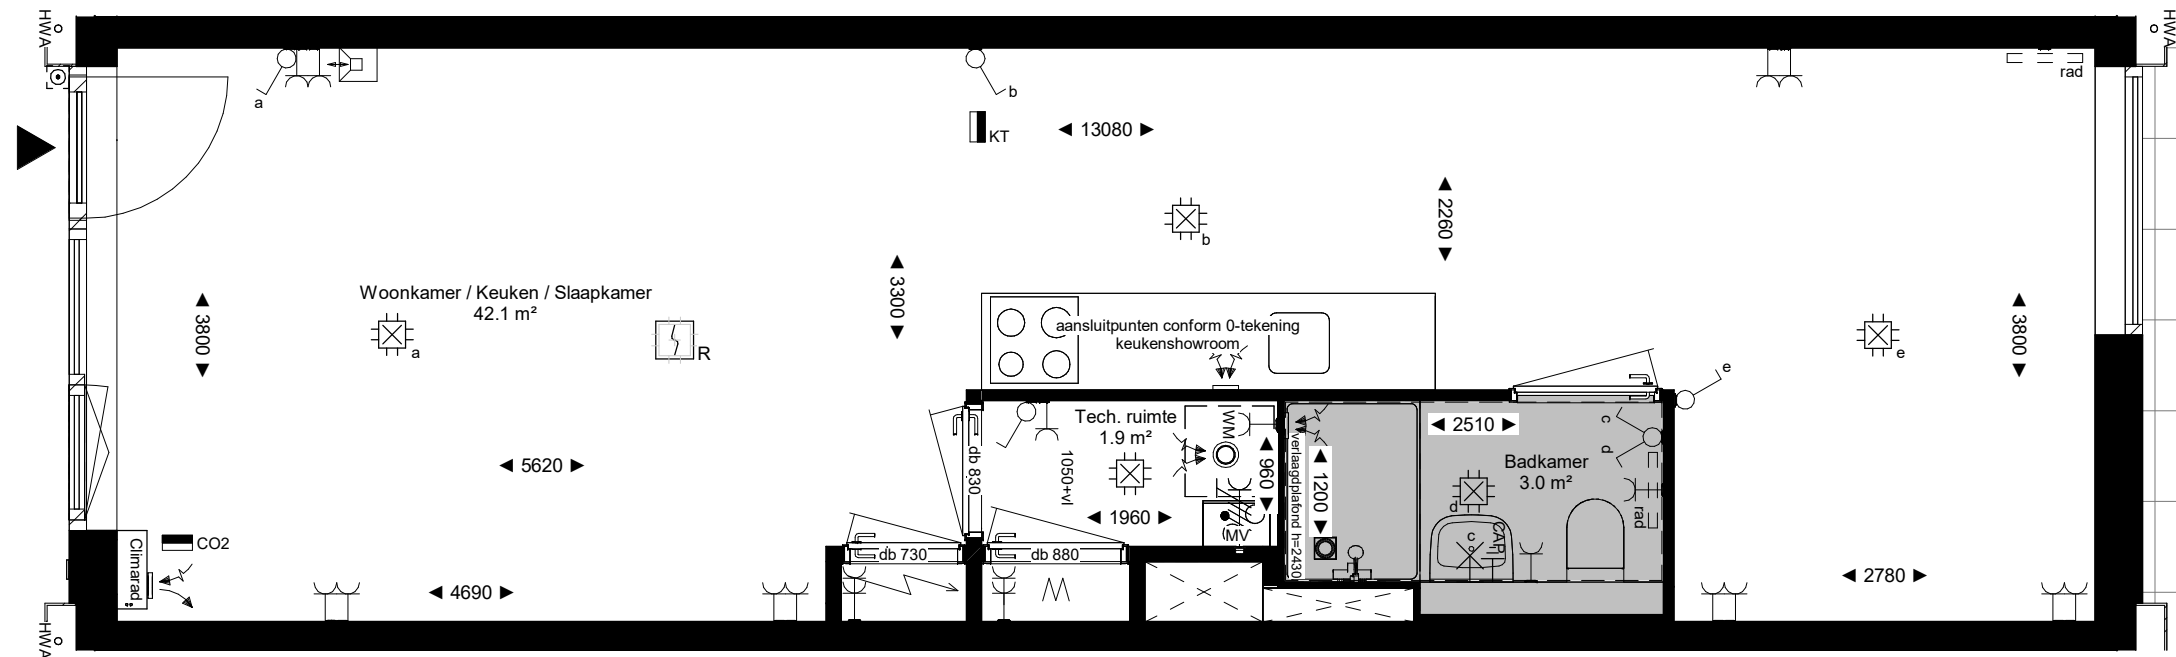 HWA
HWA
a
b
rad
KT
◄ 13080 ►
◄ 2260 ►
b
Woonkamer / Keuken / Slaapkamer
42.1 m²
◄ 3300 ►
◄ 3800 ►
a
R
aansluitpunten conform 0-tekening
keukenshowroom
e
◄ 3800 ►
e
Tech. ruimte
1.9 m²
WM
◄ 2510 ►
c
d
◄ 5620 ►
db 830
1050+vl
◄ 960 ►
verlaagdplafond h=2430
◄ 1200 ►
Badkamer
3.0 m²
d
rad
◄ 1960 ►
MV
c
CAP
Climarad
CO2
db 730
db 880
◄ 4690 ►
◄ 2780 ►
HWA